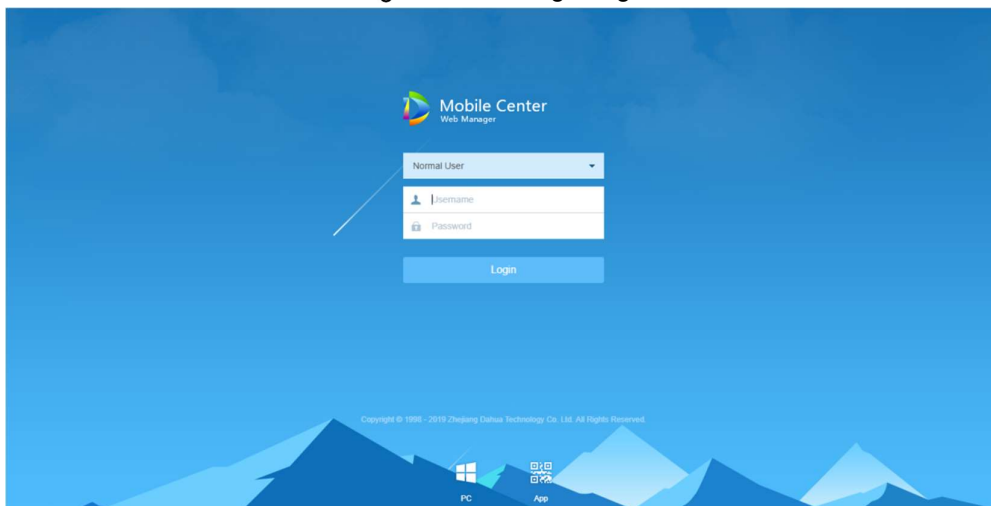 Mobile Center
Web Manager
Normal User
Username
Password
Login
Copyright © 1998 - 2019 Zhejiang Dahua Technology Co. Ltd. All Rights Reserved.
PC App